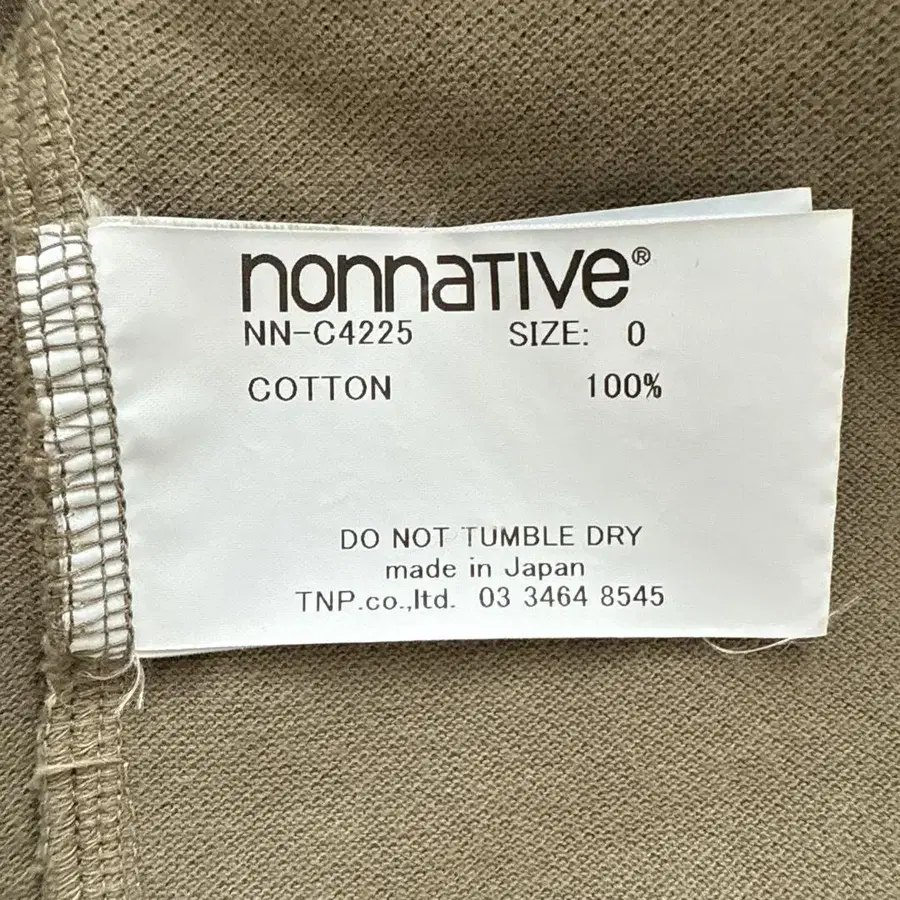 nonnaTIVe®
NN-C4225 SIZE: 0
COTTON 100%
DO NOT TUMBLE DRY
made in Japan
TNP.co.,ltd. 03 3464 8545